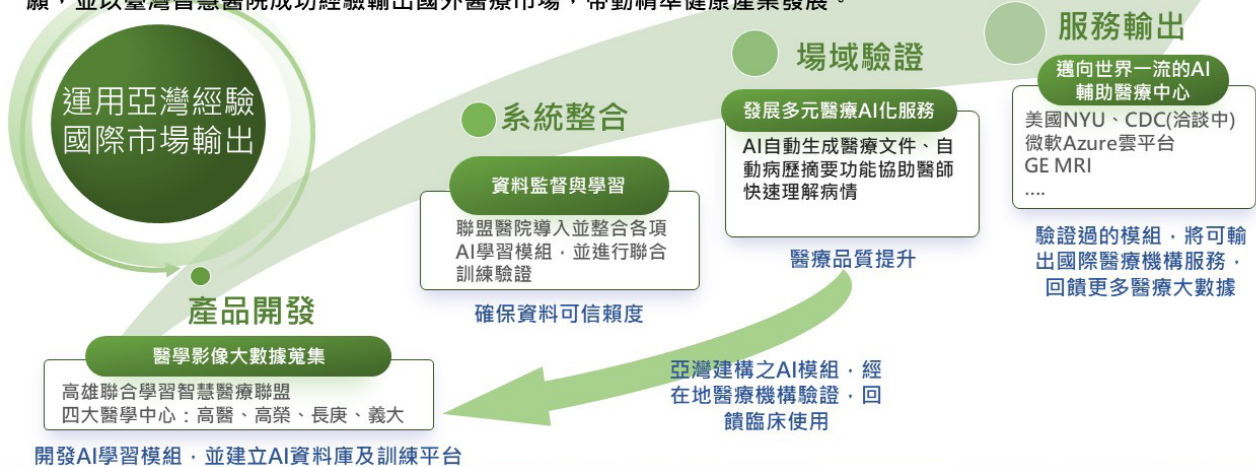 願，並以臺灣智慧醫院成功經驗輸出國外醫療市場，帶動精準健康產業發展。
運用亞灣經驗
國際市場輸出
產品開發
醫學影像大數據蒐集
高雄聯合學習智慧醫療聯盟
四大醫學中心：高醫、高榮、長庚、義大
開發AI學習模組，並建立AI資料庫及訓練平台
系統整合
資料監督與學習
聯盟醫院導入並整合各項
AI學習模組，並進行聯合
訓練驗證
確保資料可信賴度
場域驗證
發展多元醫療AI化服務
AI自動生成醫療文件、自
動病歷摘要功能協助醫師
快速理解病情
醫療品質提升
亞灣建構之AI模組，經
在地醫療機構驗證，回
饋臨床使用
服務輸出
邁向世界一流的AI
輔助醫療中心
美國NYU、CDC(洽談中)
微軟Azure雲平台
GE MRI
....
驗證過的模組，將可輸
出國際醫療機構服務，
回饋更多醫療大數據